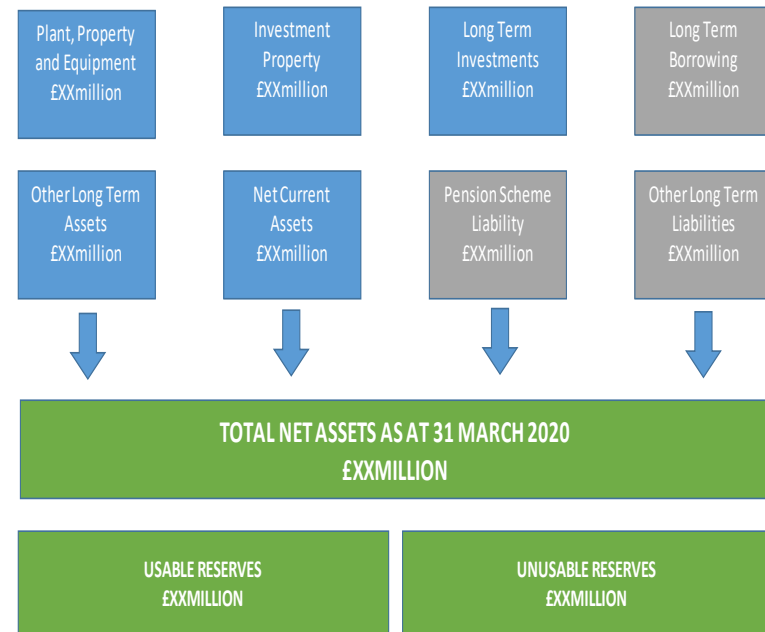 Plant, Property
and Equipment
£XXmillion
Investment
Property
£XXmillion
Long Term
Investments
£XXmillion
Long Term
Borrowing
£XXmillion
Other Long Term
Assets
£XXmillion
Net Current
Assets
£XXmillion
Pension Scheme
Liability
£XXmillion
Other Long Term
Liabilities
£XXmillion
TOTAL NET ASSETS AS AT 31 MARCH 2020
£XXMILLION
USABLE RESERVES
£XXMILLION
UNUSABLE RESERVES
£XXMILLION